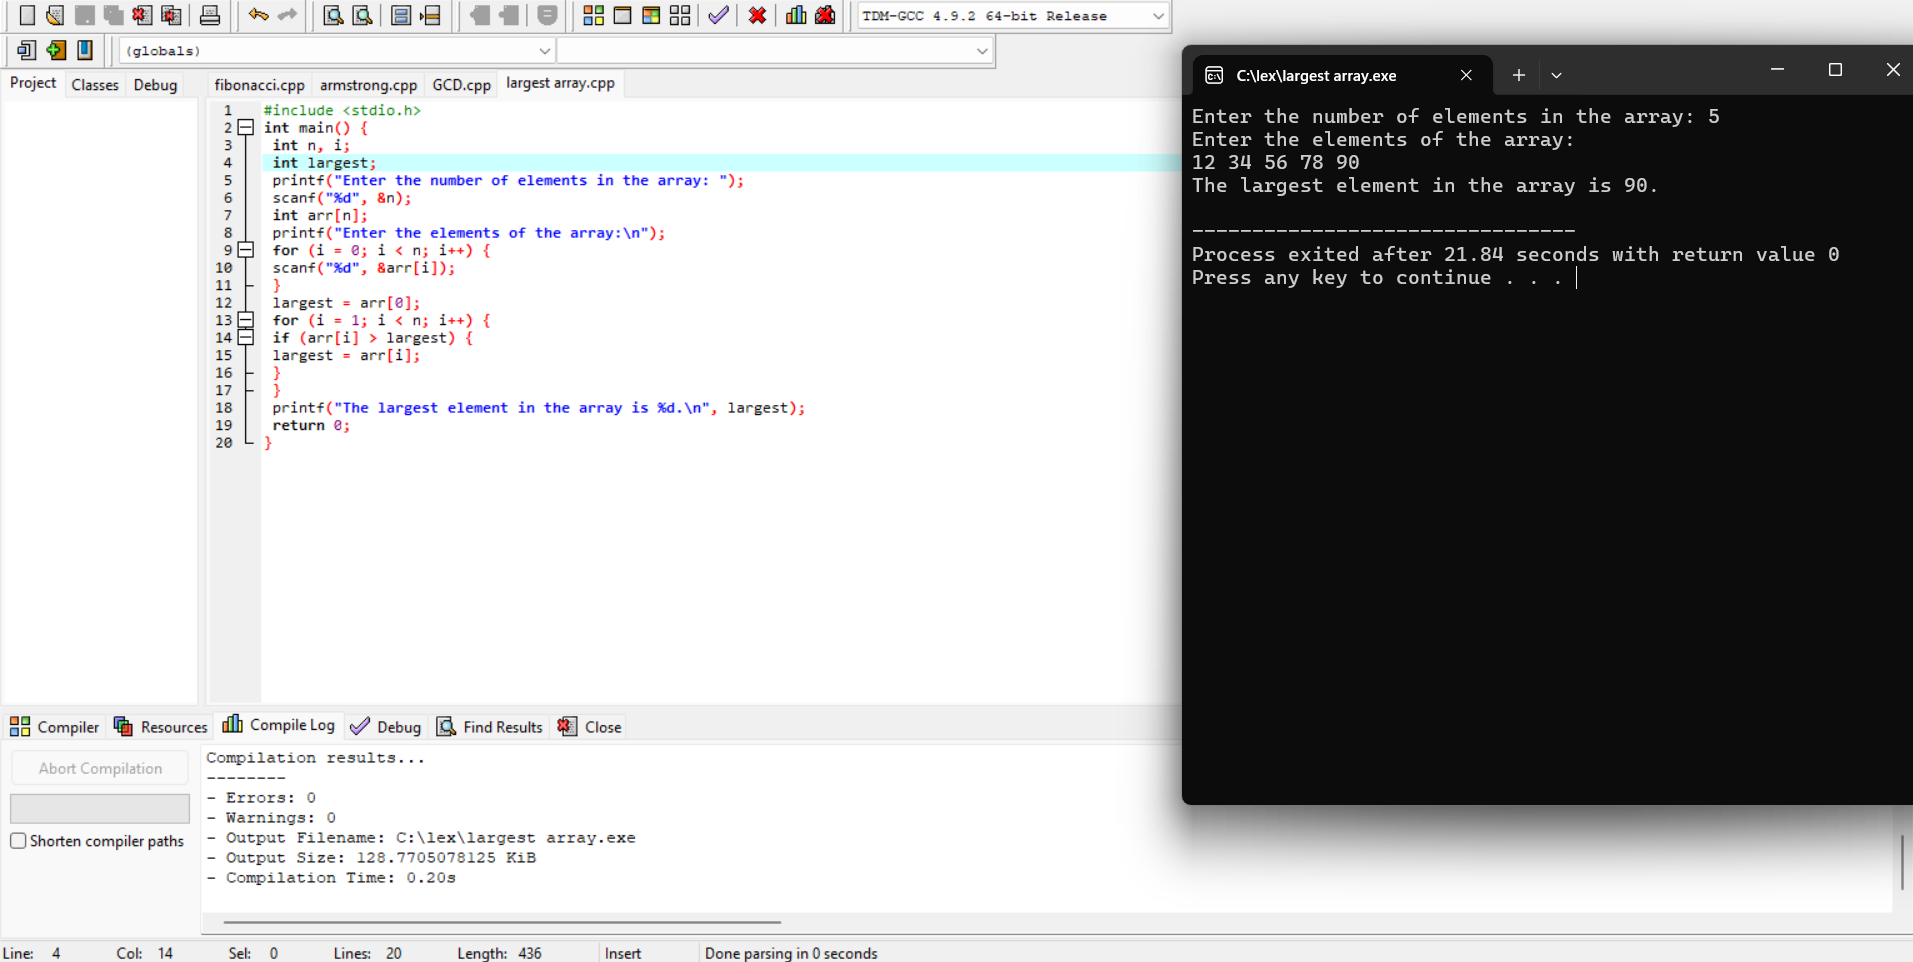 TDM-GCC 4.9.2 64-bit Release
(globals)
Project Classes Debug
fibonacci.cpp armstrong.cpp GCD.cpp largest array.cpp
1 #include <stdio.h>
2 int main() {
3 int n, i;
4 int largest;
5 printf("Enter the number of elements in the array: ");
6 scanf("%d", &n);
7 int arr[n];
8 printf("Enter the elements of the array:\n");
9 for (i = 0; i < n; i++) {
10 scanf("%d", &arr[i]);
11 }
12 largest = arr[0];
13 for (i = 1; i < n; i++) {
14 if (arr[i] > largest) {
15 largest = arr[i];
16 }
17 }
18 printf("The largest element in the array is %d.\n", largest);
19 return 0;
20 }
C:\lex\largest array.exe
Enter the number of elements in the array: 5
Enter the elements of the array:
12 34 56 78 90
The largest element in the array is 90.
--------------------------------
Process exited after 21.84 seconds with return value 0
Press any key to continue . . .
Compiler Resources Compile Log Debug Find Results Close
Abort Compilation
Shorten compiler paths
Compilation results...
--------
- Errors: 0
- Warnings: 0
- Output Filename: C:\lex\largest array.exe
- Output Size: 128.7705078125 KiB
- Compilation Time: 0.20s
Line: 4 Col: 14 Sel: 0 Lines: 20 Length: 436 Insert Done parsing in 0 seconds